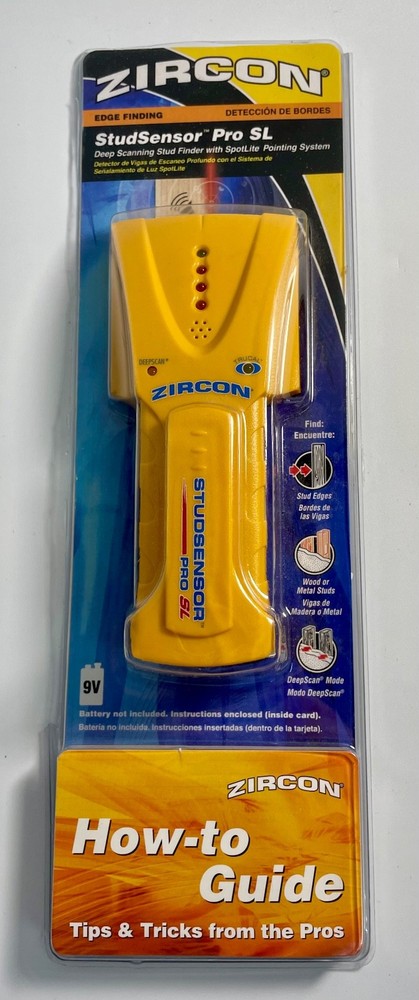 ZIRCON®
EDGE FINDING
DETECCIÓN DE BORDES
StudSensor™ Pro SL
Deep Scanning Stud Finder with SpotLite Pointing System
Detector de Vigas de Escaneo Profundo con el Sistema de
Señalamiento de Luz SpotLite
DEEPSCAN®
TRUCAL™
ZIRCON®
STUDSENSOR™
PRO SL
Find:
Encuentre:
Stud Edges
Bordes de
las Vigas
Wood or
Metal Studs
Vigas de
Madera o Metal
DeepScan® Mode
Modo DeepScan®
9V
Battery not included. Instructions enclosed (inside card).
Batería no incluida. Instrucciones insertadas (dentro de la tarjeta).
ZIRCON®
How-to
Guide
Tips & Tricks from the Pros